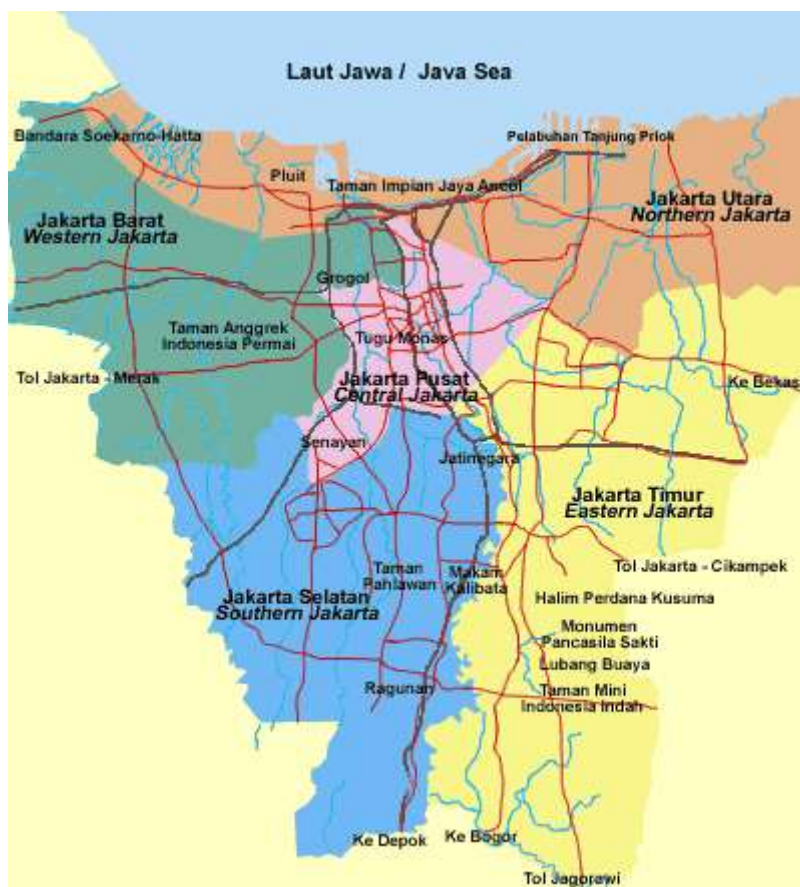 Laut Jawa / Java Sea
Bandara Soekarno-Hatta
Pelabuhan Tanjung Priok
Pluit
Taman Impian Jaya Ancol
Jakarta Utara
Northern Jakarta
Jakarta Barat
Western Jakarta
Grogol
Taman Anggrek
Indonesia Permai
Tugu Monas
Tol Jakarta - Merak
Jakarta Pusat
Central Jakarta
Ke Bekasi
Senayan
Jatinegara
Jakarta Timur
Eastern Jakarta
Tol Jakarta - Cikampek
Taman
Pahlawan
Makam
Kalibata
Jakarta Selatan
Southern Jakarta
Halim Perdana Kusuma
Monumen
Pancasila Sakti
Lubang Buaya
Ragunan
Taman Mini
Indonesia Indah
Ke Depok
Ke Bogor
Tol Jagorawi